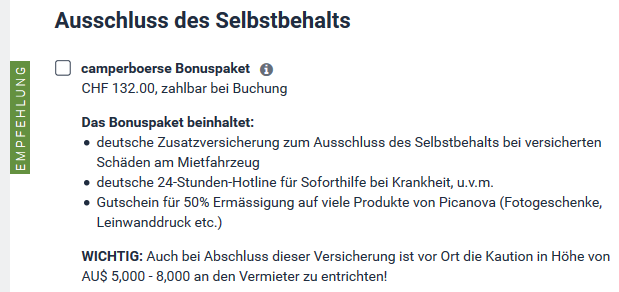 Ausschluss des Selbstbehalts
EMPFEHLUNG
camperboerse Bonuspaket i
CHF 132.00, zahlbar bei Buchung
Das Bonuspaket beinhaltet:
• deutsche Zusatzversicherung zum Ausschluss des Selbstbehalts bei versicherten
Schäden am Mietfahrzeug
• deutsche 24-Stunden-Hotline für Soforthilfe bei Krankheit, u.v.m.
• Gutschein für 50% Ermässigung auf viele Produkte von Picanova (Fotogeschenke,
Leinwanddruck etc.)
WICHTIG: Auch bei Abschluss dieser Versicherung ist vor Ort die Kaution in Höhe von
AU$ 5,000 - 8,000 an den Vermieter zu entrichten!